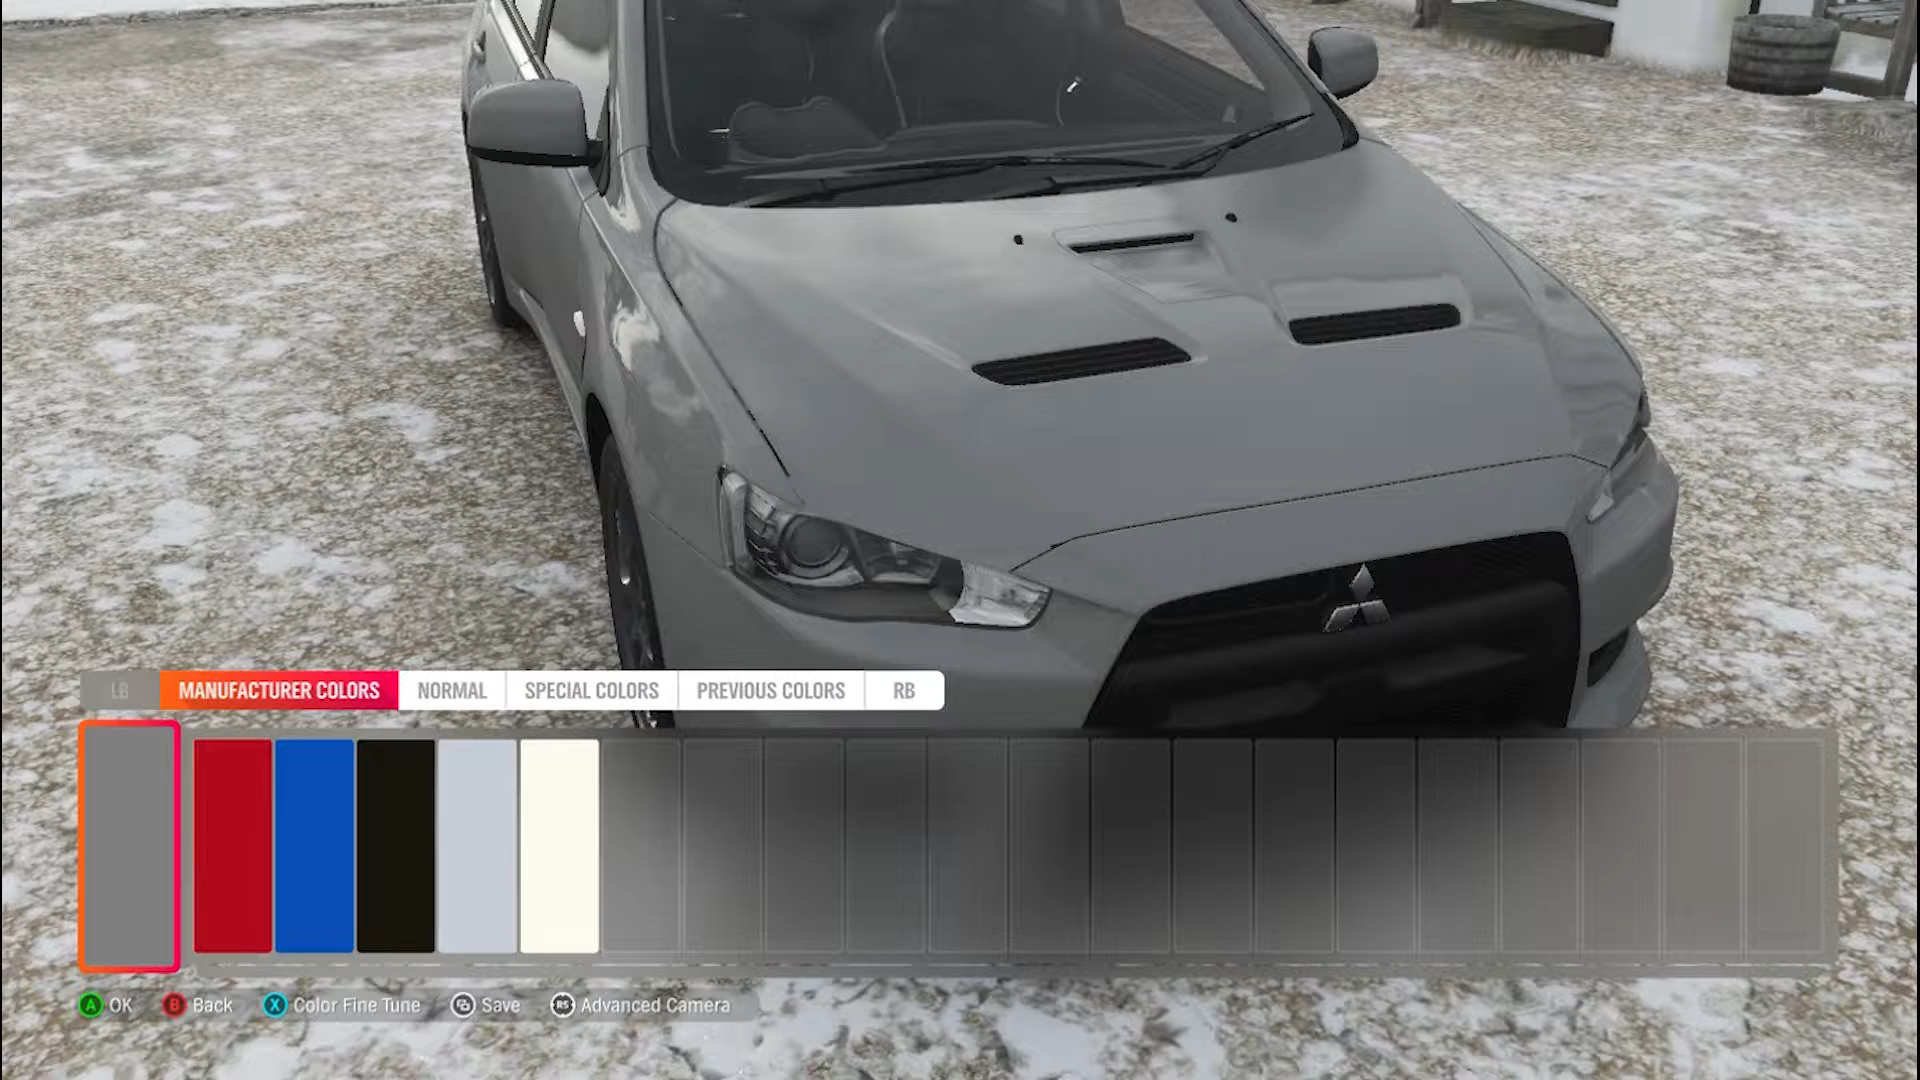 LB MANUFACTURER COLORS NORMAL SPECIAL COLORS PREVIOUS COLORS RB
A OK B Back X Color Fine Tune Save RS Advanced Camera